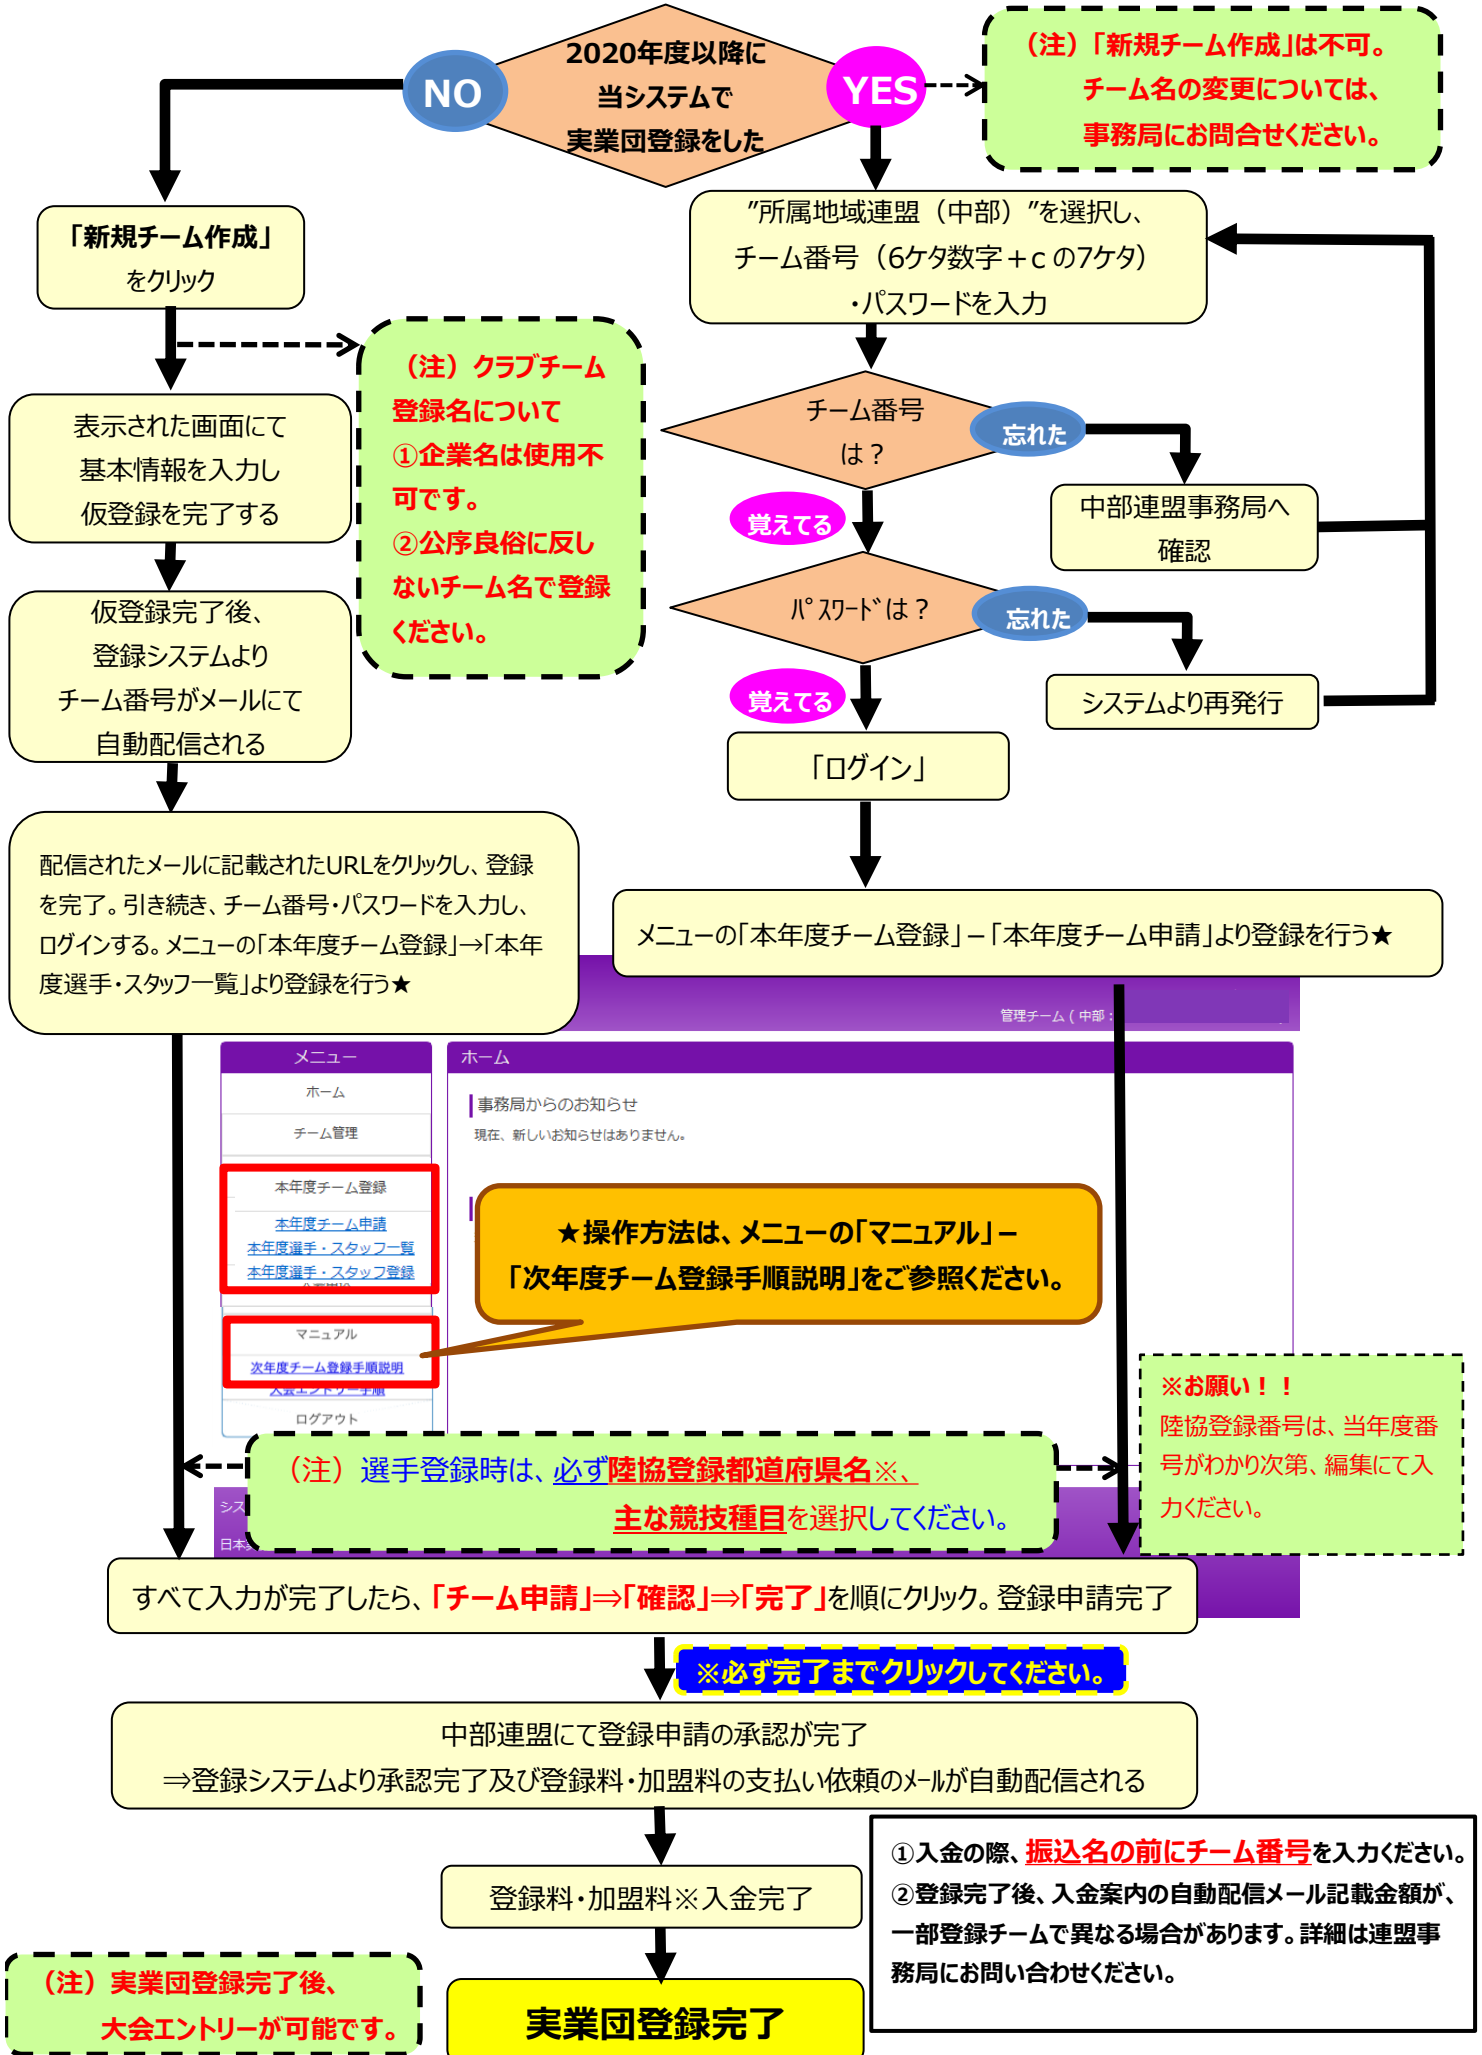 2020年度以降に
当システムで
実業団登録をした
NO
YES
（注）「新規チーム作成」は不可。
チーム名の変更については、
事務局にお問合せください。
「新規チーム作成」
をクリック
”所属地域連盟（中部）”を選択し、
チーム番号（6ケタ数字＋c の7ケタ）
・パスワードを入力
（注）クラブチーム
登録名について
①企業名は使用不
可です。
②公序良俗に反し
ないチーム名で登録
ください。
表示された画面にて
基本情報を入力し
仮登録を完了する
チーム番号
は？
忘れた
覚えてる
中部連盟事務局へ
確認
ﾊﾟｽﾜｰﾄﾞは？
忘れた
覚えてる
システムより再発行
仮登録完了後、
登録システムより
チーム番号がメールにて
自動配信される
「ログイン」
配信されたメールに記載されたURLをクリックし、登録
を完了。引き続き、チーム番号・パスワードを入力し、
ログインする。メニューの「本年度チーム登録」→「本年
度選手・スタッフ一覧」より登録を行う★
メニューの「本年度チーム登録」－「本年度チーム申請」より登録を行う★
管理チーム ( 中部 :
メニュー
ホーム
チーム管理
本年度チーム登録
本年度チーム申請
本年度選手・スタッフ一覧
本年度選手・スタッフ登録
マニュアル
次年度チーム登録手順説明
大会エントリー手順
ログアウト
ホーム
事務局からのお知らせ
現在、新しいお知らせはありません。
★操作方法は、メニューの「マニュアル」－
「次年度チーム登録手順説明」をご参照ください。
※お願い！！
陸協登録番号は、当年度番
号がわかり次第、編集にて入
力ください。
（注）選手登録時は、必ず陸協登録都道府県名※、
主な競技種目を選択してください。
シス
日本
すべて入力が完了したら、「チーム申請」⇒「確認」⇒「完了」を順にクリック。登録申請完了
※必ず完了までクリックしてください。
中部連盟にて登録申請の承認が完了
⇒登録システムより承認完了及び登録料・加盟料の支払い依頼のメールが自動配信される
登録料・加盟料※入金完了
①入金の際、振込名の前にチーム番号を入力ください。
②登録完了後、入金案内の自動配信メール記載金額が、
一部登録チームで異なる場合があります。詳細は連盟事
務局にお問い合わせください。
（注）実業団登録完了後、
大会エントリーが可能です。
実業団登録完了